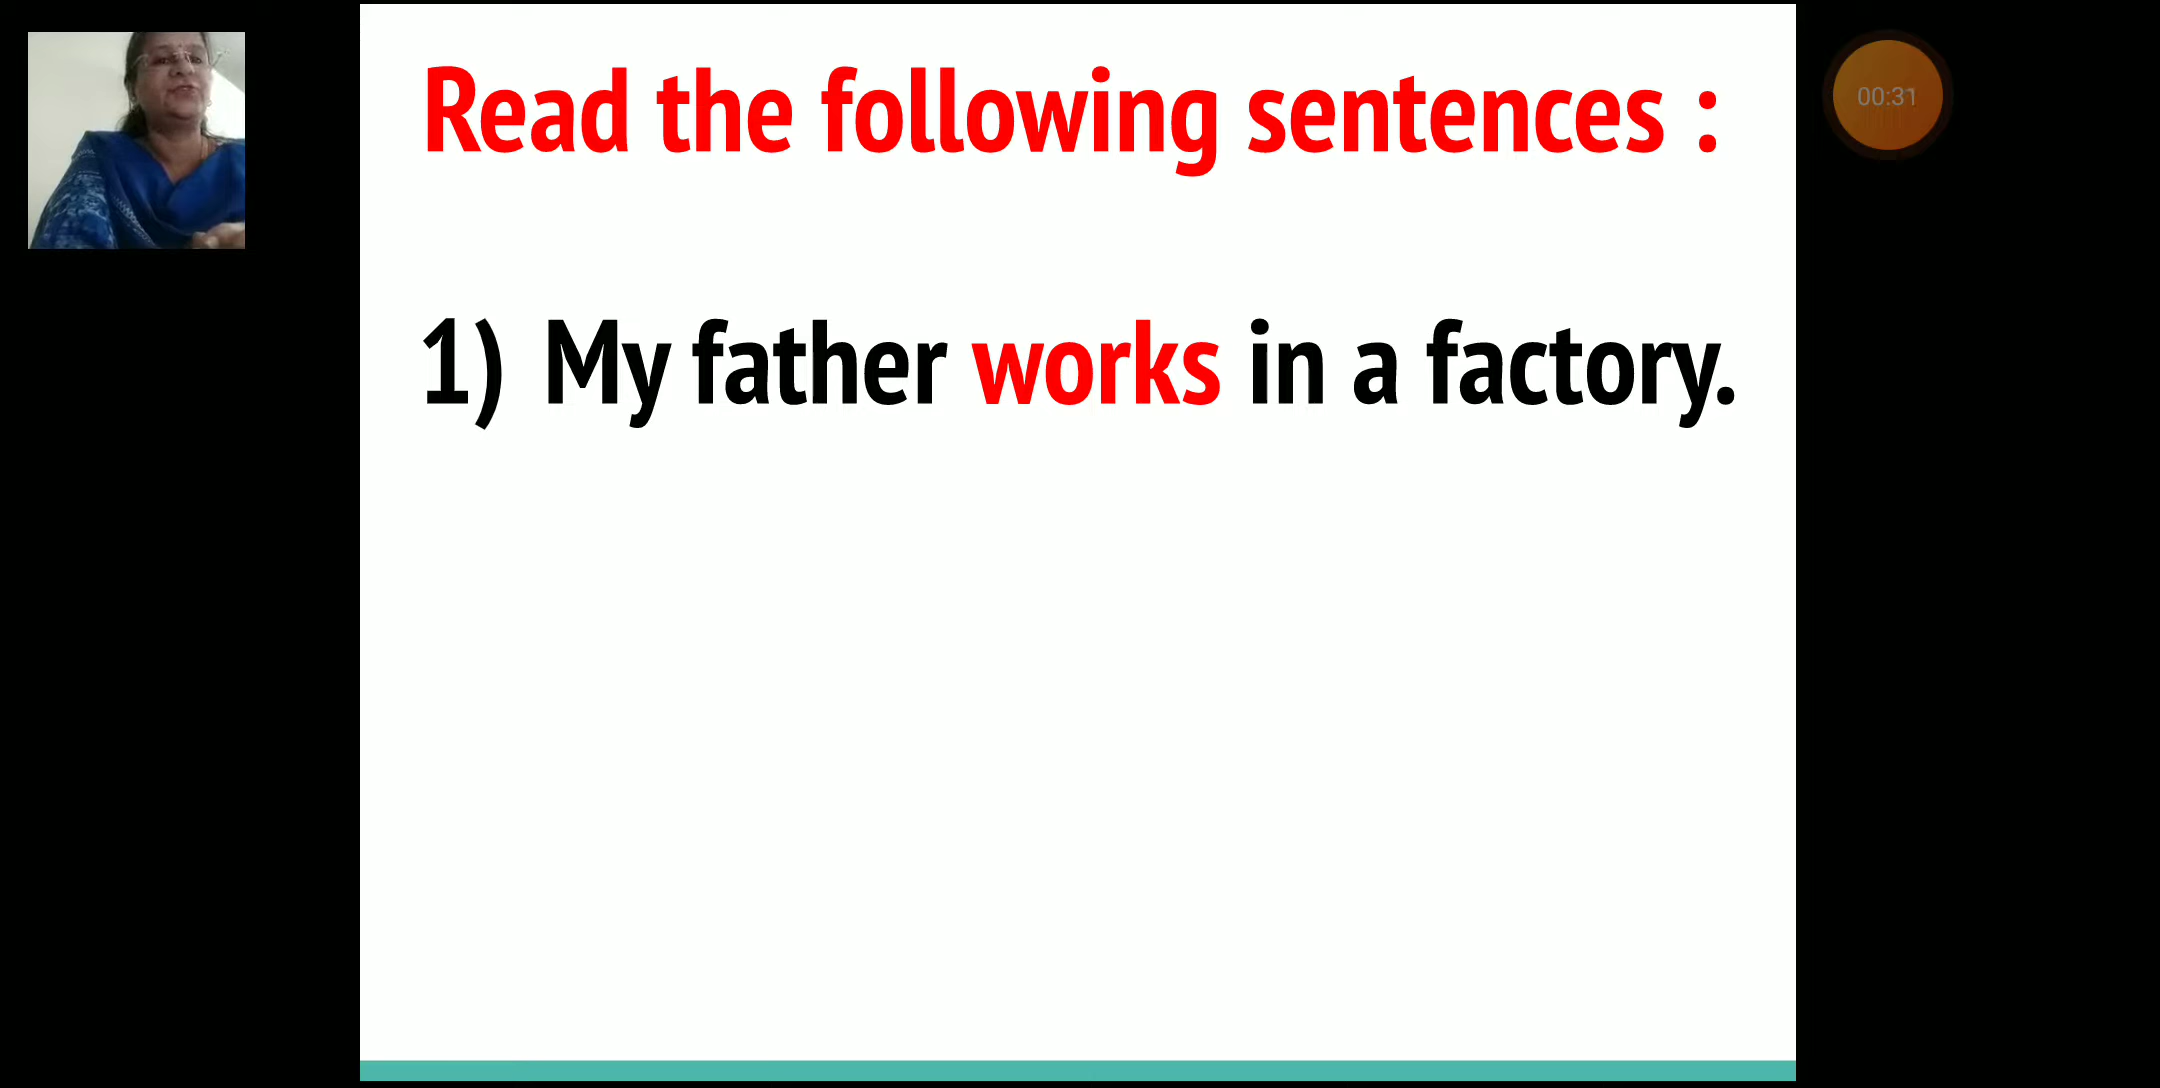 Read the following sentences :
00:31
1) My father works in a factory.